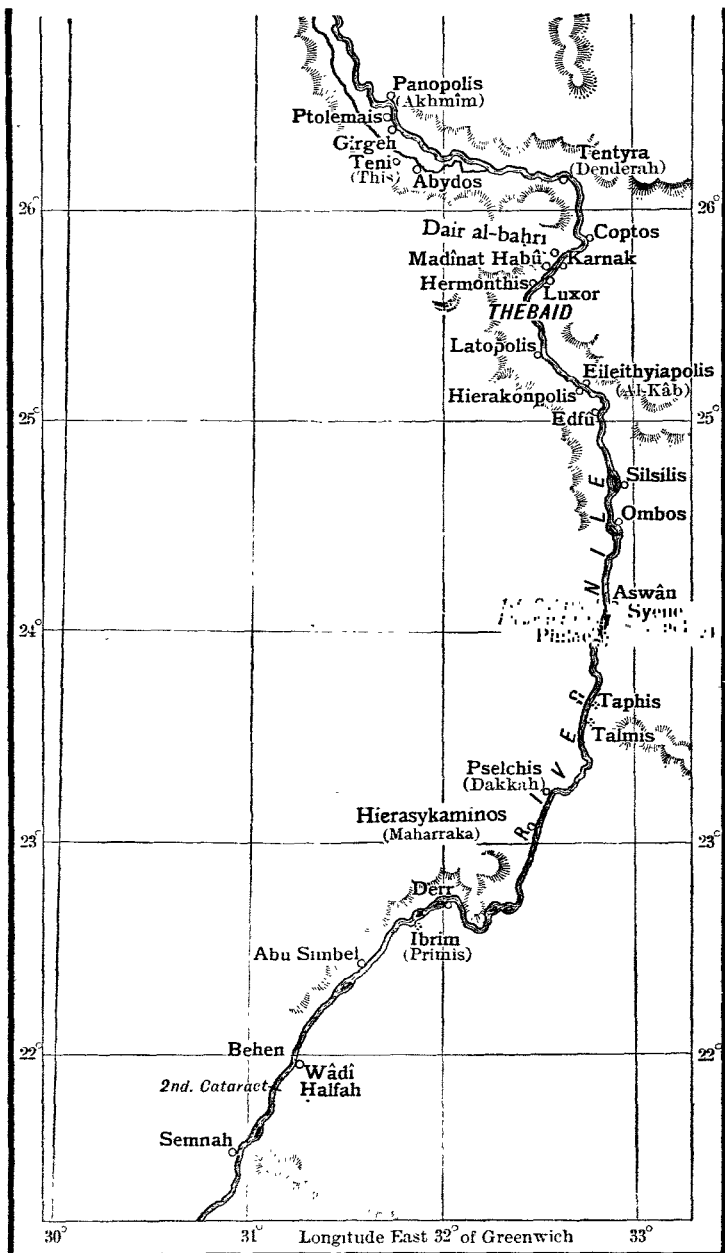 Panopolis
(Akhmîm)
Ptolemais
Girgeh
Teni
(This)
Abydos
Tentyra
(Denderah)
26°
26°
Dair al-bahri
Coptos
Madînat Habû
Karnak
Hermonthis
Luxor
THEBAID
Latopolis
Eileithyiapolis
(Al-Kâb)
Hierakonpolis
Edfû
25°
25°
Silsilis
Ombos
RIVER NILE
Aswân
Syene
24°
Taphis
Talmis
Pselchis
(Dakkah)
Hierasykaminos
(Maharraka)
23°
23°
Derr
Ibrim
(Primis)
Abu Simbel
Behen
22°
22°
Wâdî
Halfah
2nd. Cataract
Semnah
30° 31° Longitude East 32° of Greenwich 33°